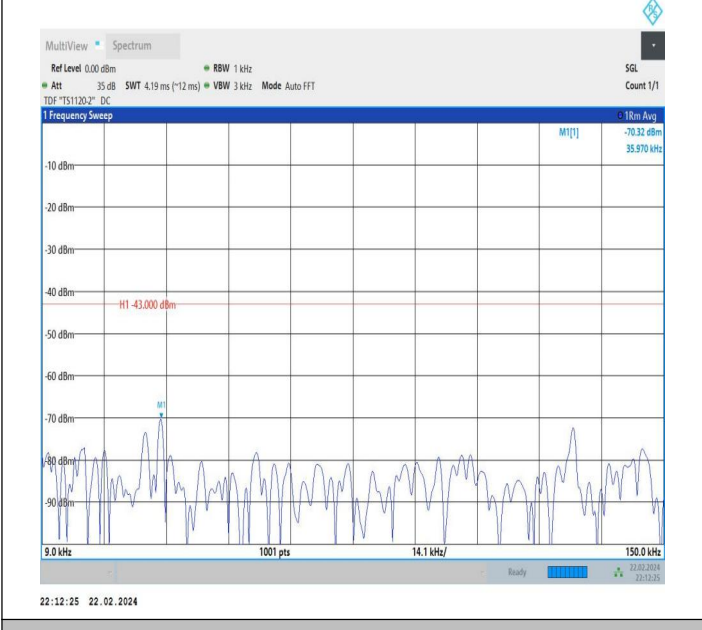 MultiView Spectrum
Ref Level 0.00 dBm RBW 1 kHz SGL
Att 35 dB SWT 4.19 ms (~12 ms) VBW 3 kHz Mode Auto FFT Count 1/1
TDF "TS1120-2" DC
1 Frequency Sweep 1Rm Avg
M1[1] -70.32 dBm
35.970 kHz
-10 dBm
-20 dBm
-30 dBm
-40 dBm
H1 -43.000 dBm
-50 dBm
-60 dBm
M1
-70 dBm
-80 dBm
-90 dBm
9.0 kHz 1001 pts 14.1 kHz/ 150.0 kHz
Ready 22.02.2024
22:12:25
22:12:25 22.02.2024